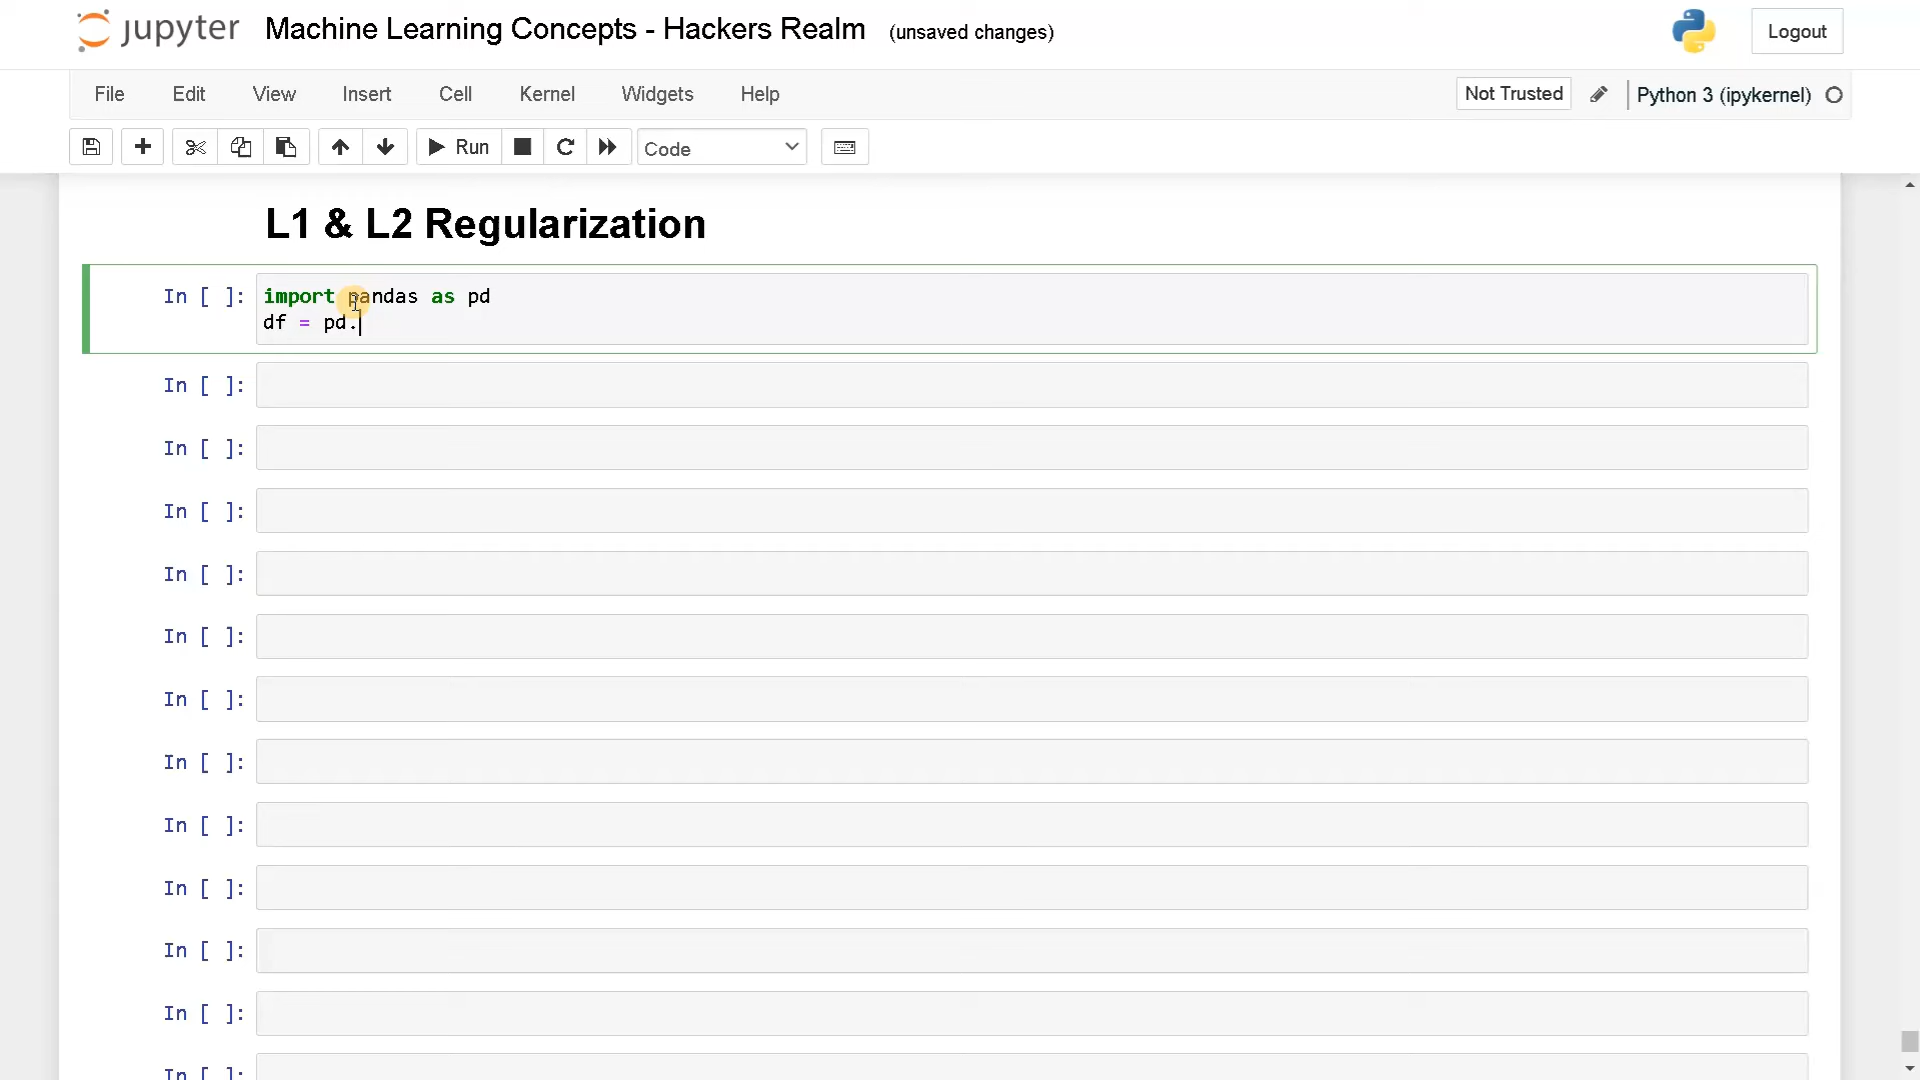 jupyter Machine Learning Concepts - Hackers Realm (unsaved changes) Logout
File Edit View Insert Cell Kernel Widgets Help Not Trusted Python 3 (ipykernel)
Run Code
L1 & L2 Regularization
In [ ]: import pandas as pd
df = pd.
In [ ]:
In [ ]:
In [ ]:
In [ ]:
In [ ]:
In [ ]:
In [ ]:
In [ ]:
In [ ]:
In [ ]:
In [ ]:
In [ ]: